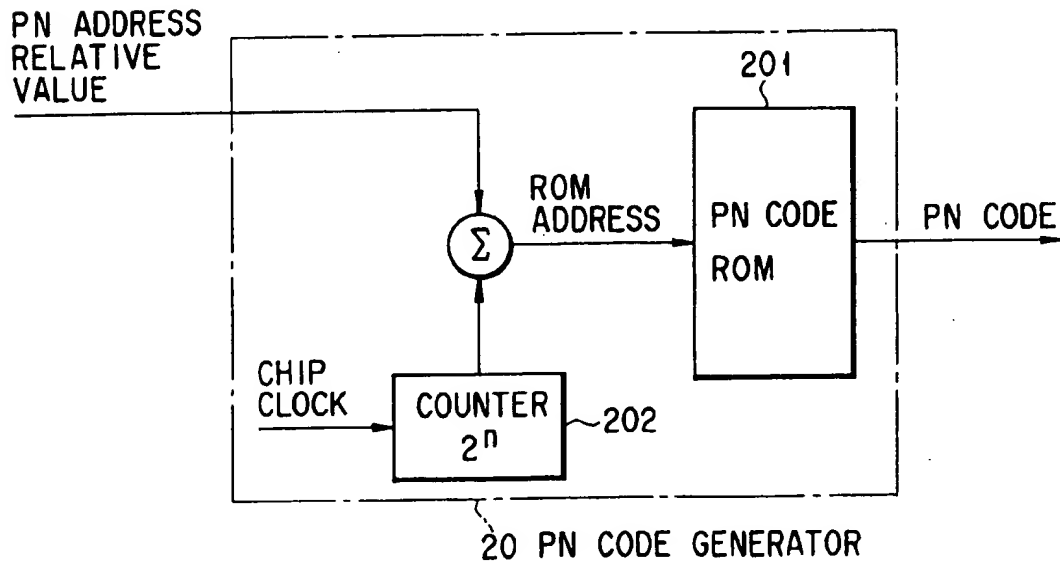 PN ADDRESS
RELATIVE
VALUE
201
ROM
ADDRESS
PN CODE
ROM
PN CODE
Σ
CHIP
CLOCK
COUNTER
2ⁿ
202
20 PN CODE GENERATOR